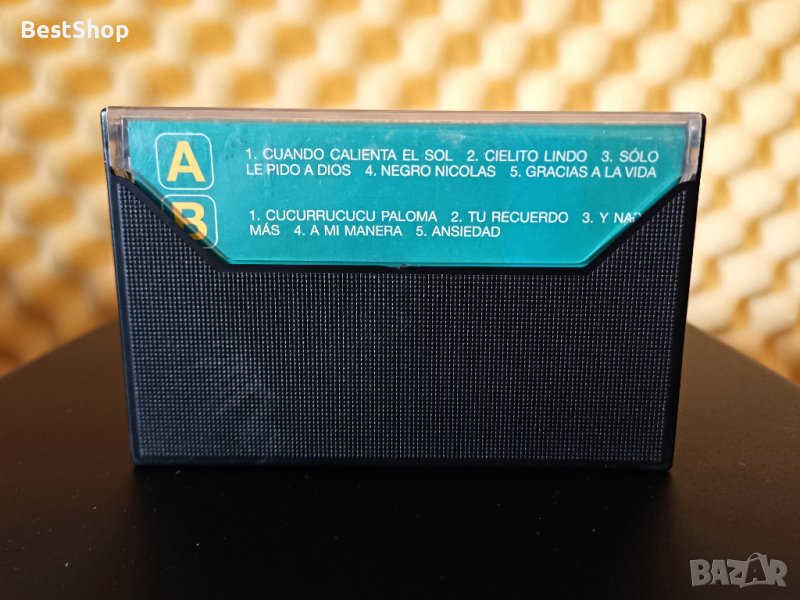 BestShop
A
1. CUANDO CALIENTA EL SOL 2. CIELITO LINDO 3. SÓLO
LE PIDO A DIOS 4. NEGRO NICOLAS 5. GRACIAS A LA VIDA
B
1. CUCURRUCUCU PALOMA 2. TU RECUERDO 3. Y
MÁS 4. A MI MANERA 5. ANSIEDAD
BAZAR